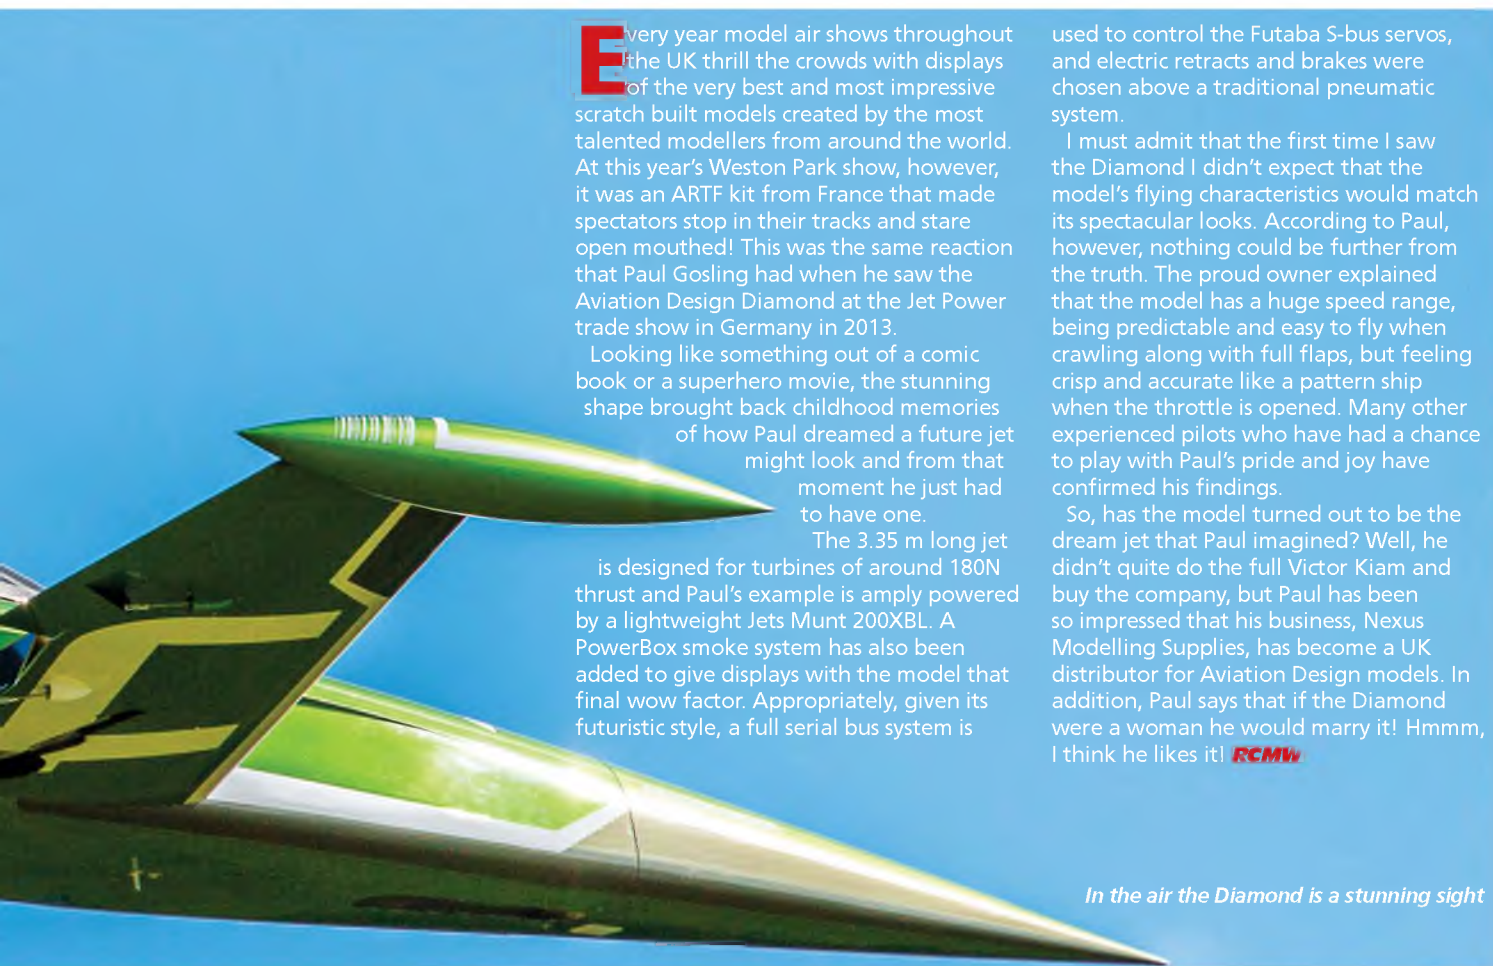 Every year model air shows throughout
the UK thrill the crowds with displays
of the very best and most impressive
scratch built models created by the most
talented modellers from around the world.
At this year's Weston Park show, however,
it was an ARTF kit from France that made
spectators stop in their tracks and stare
open mouthed! This was the same reaction
that Paul Gosling had when he saw the
Aviation Design Diamond at the Jet Power
trade show in Germany in 2013.
Looking like something out of a comic
book or a superhero movie, the stunning
shape brought back childhood memories
of how Paul dreamed a future jet
might look and from that
moment he just had
to have one.
The 3.35 m long jet
is designed for turbines of around 180N
thrust and Paul's example is amply powered
by a lightweight Jets Munt 200XBL. A
PowerBox smoke system has also been
added to give displays with the model that
final wow factor. Appropriately, given its
futuristic style, a full serial bus system is
used to control the Futaba S-bus servos,
and electric retracts and brakes were
chosen above a traditional pneumatic
system.
I must admit that the first time I saw
the Diamond I didn't expect that the
model's flying characteristics would match
its spectacular looks. According to Paul,
however, nothing could be further from
the truth. The proud owner explained
that the model has a huge speed range,
being predictable and easy to fly when
crawling along with full flaps, but feeling
crisp and accurate like a pattern ship
when the throttle is opened. Many other
experienced pilots who have had a chance
to play with Paul's pride and joy have
confirmed his findings.
So, has the model turned out to be the
dream jet that Paul imagined? Well, he
didn't quite do the full Victor Kiam and
buy the company, but Paul has been
so impressed that his business, Nexus
Modelling Supplies, has become a UK
distributor for Aviation Design models. In
addition, Paul says that if the Diamond
were a woman he would marry it! Hmmm,
I think he likes it! RCMW
In the air the Diamond is a stunning sight